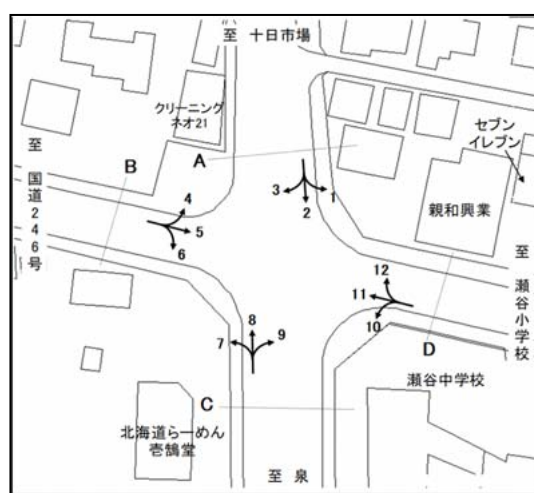 至 十日市場
クリーニング
ネオ21
セブン
イレブン
A
B
至 国道246号
4
5
6
3
2
1
親和興業
至 瀬谷小学校
12
11
10
8
7
9
D
瀬谷中学校
C
北海道らーめん
壱鵠堂
至 泉